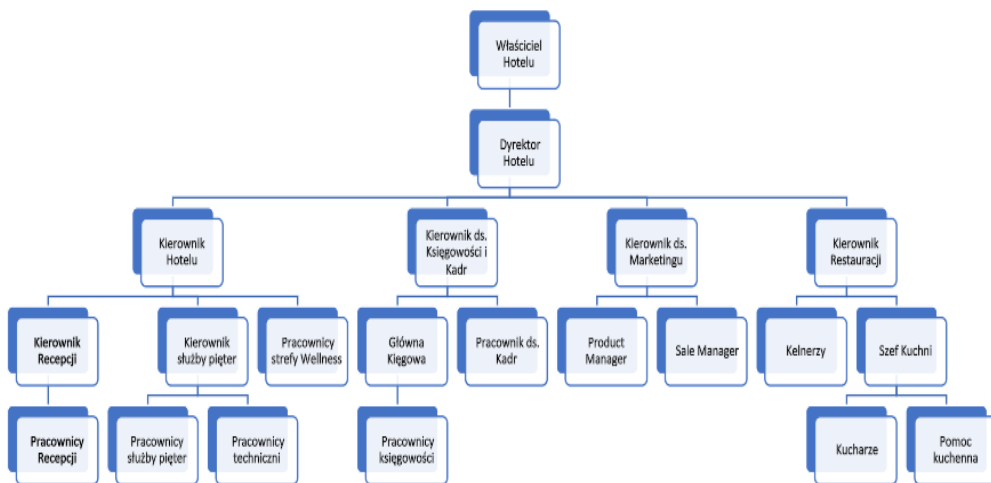 Właściciel
Hotelu
Dyrektor
Hotelu
Kierownik
Hotelu
Kierownik ds.
Księgowości i
Kadr
Kierownik ds.
Marketingu
Kierownik
Restauracji
Kierownik
Recepcji
Kierownik
służby pięter
Pracownicy
strefy Wellness
Główna
Kięgowa
Pracownik ds.
Kadr
Product
Manager
Sale Manager
Kelnerzy
Szef Kuchni
Pracownicy
Recepcji
Pracownicy
służby pięter
Pracownicy
techniczni
Pracownicy
księgowości
Kucharze
Pomoc
kuchenna